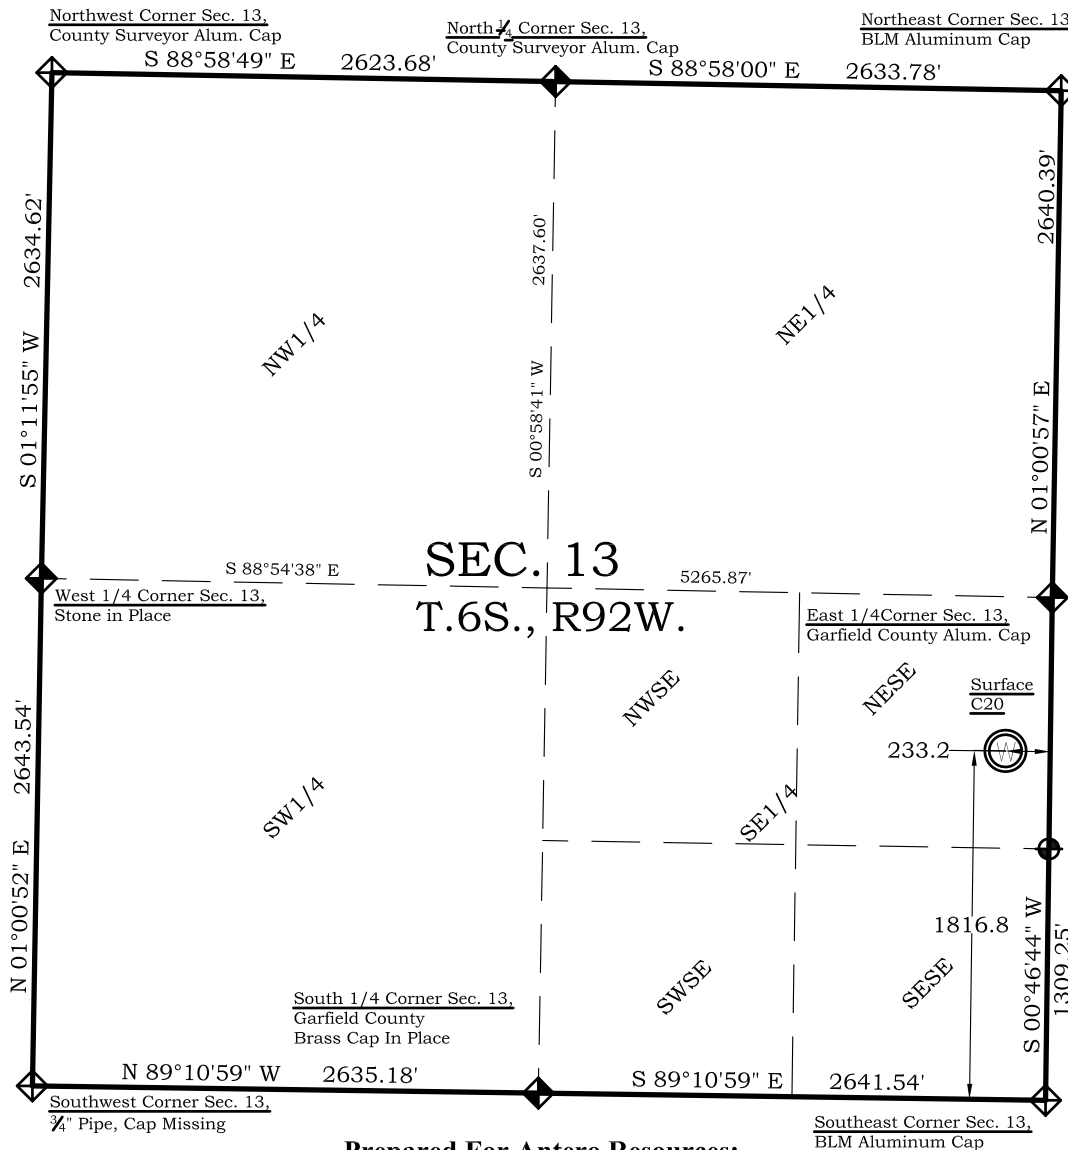 Northwest Corner Sec. 13,
County Surveyor Alum. Cap
North 1/4 Corner Sec. 13,
County Surveyor Alum. Cap
Northeast Corner Sec. 13
BLM Aluminum Cap
S 88°58'49" E 2623.68'
S 88°58'00" E 2633.78'
2634.62'
S 01°11'55" W
2637.60'
S 00°58'41" W
2640.39'
N 01°00'57" E
NW1/4
NE1/4
SEC. 13
T.6S., R92W.
S 88°54'38" E
5265.87'
West 1/4 Corner Sec. 13,
Stone in Place
East 1/4Corner Sec. 13,
Garfield County Alum. Cap
NWSE
NESE
Surface
C20
W
233.2
2643.54'
N 01°00'52" E
SW1/4
SE1/4
1816.8
S 00°46'44" W
1309.25'
SWSE
SESE
South 1/4 Corner Sec. 13,
Garfield County
Brass Cap In Place
N 89°10'59" W 2635.18'
S 89°10'59" E 2641.54'
Southwest Corner Sec. 13,
3/4" Pipe, Cap Missing
Southeast Corner Sec. 13,
BLM Aluminum Cap
Prepared For Antero Resources: